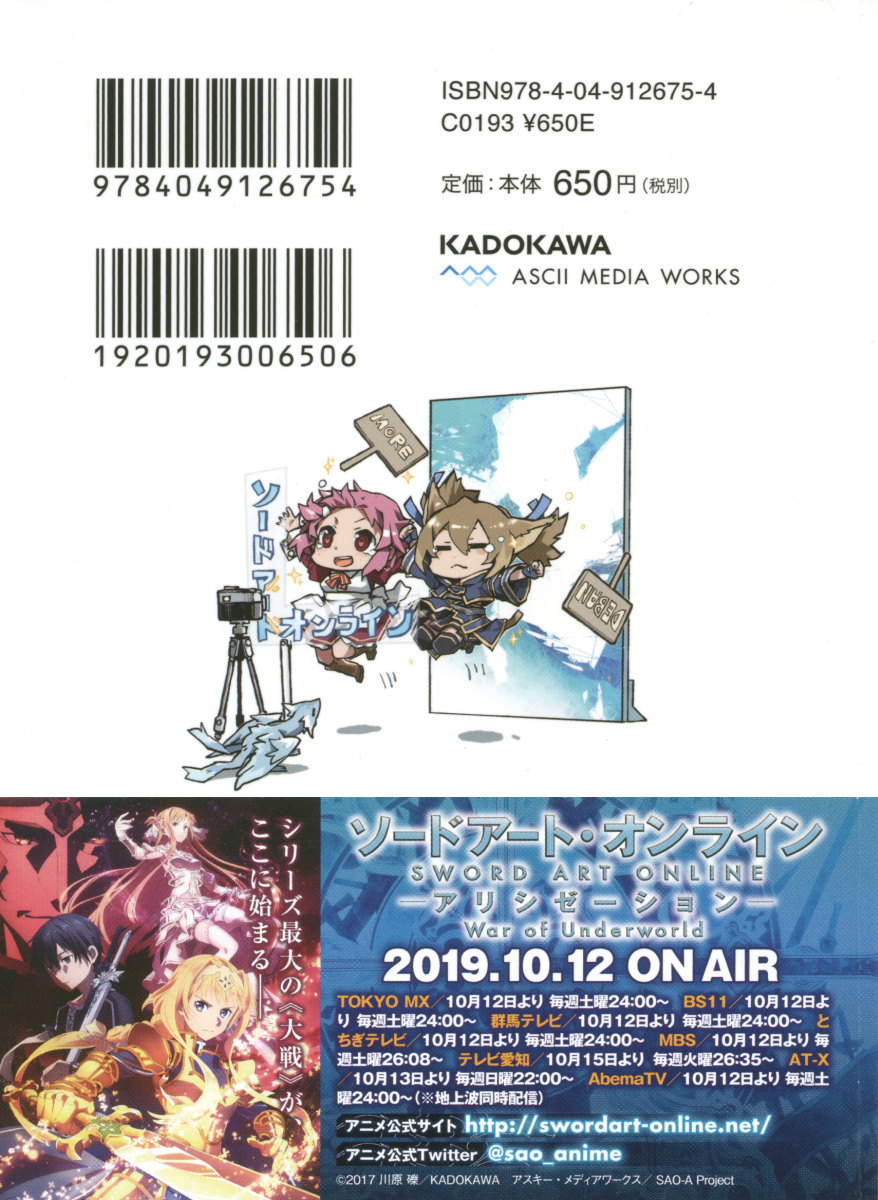 ISBN978-4-04-912675-4
C0193 ¥650E
9784049126754
定価：本体 650円（税別）
KADOKAWA
ASCII MEDIA WORKS
1920193006506
MORE
ソードアート
オンライン
DEBAN
シリーズ最大の《大戦》が、
ここに始まる――
ソードアート・オンライン
SWORD ART ONLINE
―アリシゼーション―
War of Underworld
2019.10.12 ON AIR
TOKYO MX／10月12日より 毎週土曜24:00～ BS11／10月12日よ
り 毎週土曜24:00～ 群馬テレビ／10月12日より 毎週土曜24:00～ と
ちぎテレビ／10月12日より 毎週土曜24:00～ MBS／10月12日より 毎
週土曜26:08～ テレビ愛知／10月15日より 毎週火曜26:35～ AT-X
／10月13日より 毎週日曜22:00～ AbemaTV／10月12日より 毎週土
曜24:00～（※地上波同時配信）
アニメ公式サイト http://swordart-online.net/
アニメ公式Twitter @sao_anime
©2017 川原 礫／KADOKAWA アスキー・メディアワークス／SAO-A Project